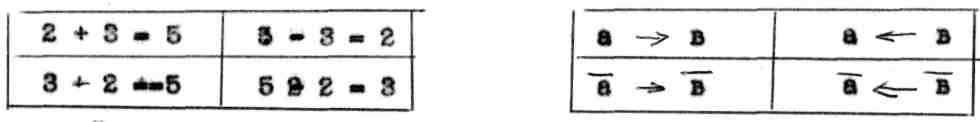 2 + 3 = 5 5 - 3 = 2 a → в a ← в
3 + 2 = 5 5 - 2 = 3 a̅ → в̅ a̅ ← в̅